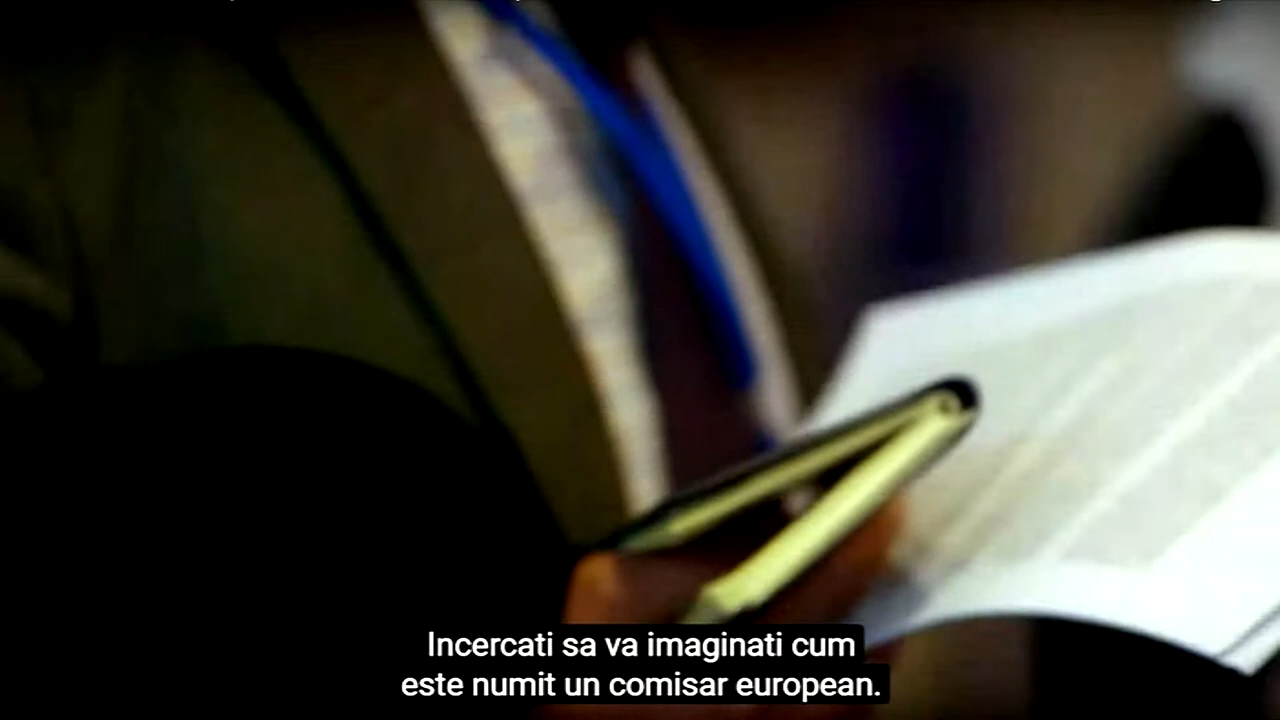 Incercati sa va imaginati cum
este numit un comisar european.